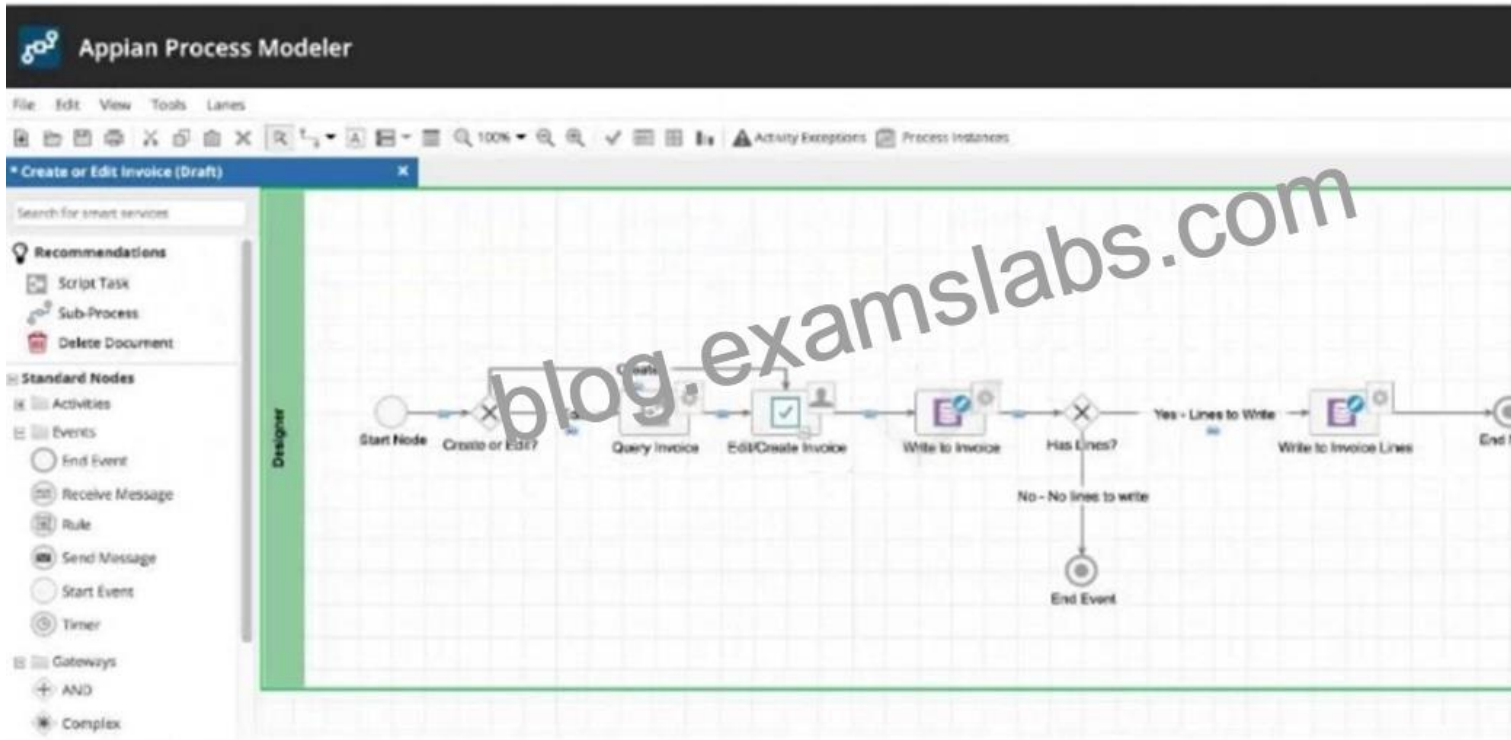 Appian Process Modeler
File Edit View Tools Lanes
100% Activity Exceptions Process Instances
* Create or Edit Invoice (Draft) ×
Search for smart services
Recommendations
Script Task
Sub-Process
Delete Document
Standard Nodes
Activities
Events
End Event
Receive Message
Rule
Send Message
Start Event
Timer
Gateways
AND
Complex
Designer
blog.examslabs.com
Create
Start Node
Create or Edit?
Query Invoice
Edit/Create Invoice
Write to Invoice
Has Lines?
Yes - Lines to Write
Write to Invoice Lines
End
No - No lines to write
End Event